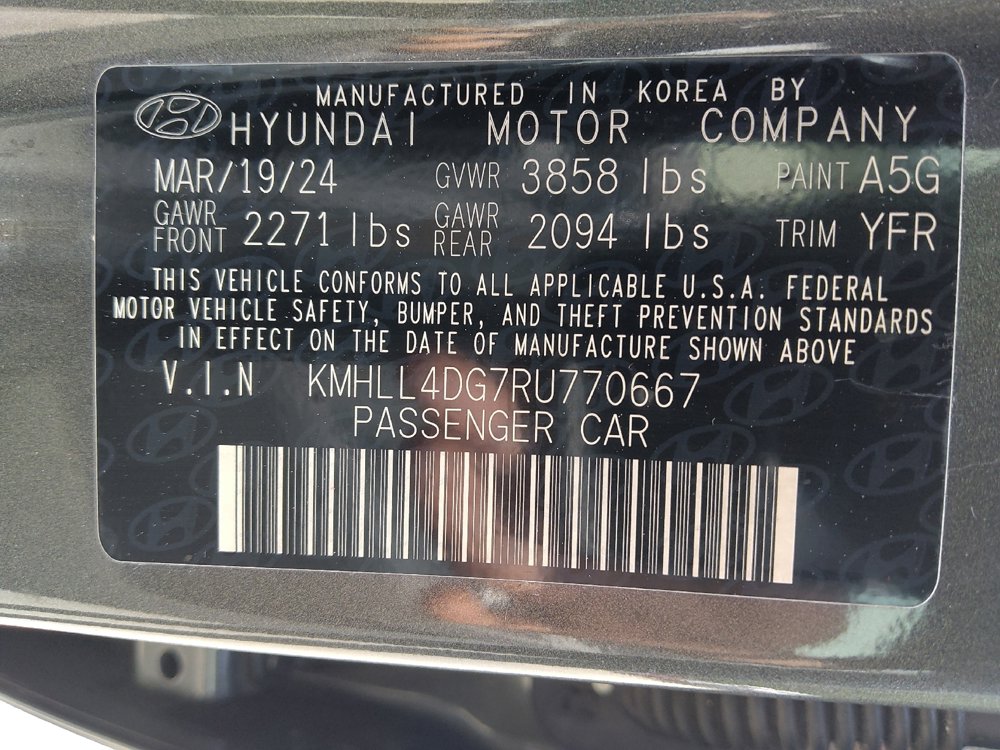 MANUFACTURED IN KOREA BY
HYUNDAI MOTOR COMPANY
MAR/19/24 GVWR 3858 lbs PAINT A5G
GAWR FRONT 2271 lbs GAWR REAR 2094 lbs TRIM YFR
THIS VEHICLE CONFORMS TO ALL APPLICABLE U.S.A. FEDERAL
MOTOR VEHICLE SAFETY, BUMPER, AND THEFT PREVENTION STANDARDS
IN EFFECT ON THE DATE OF MANUFACTURE SHOWN ABOVE
V.I.N KMHLL4DG7RU770667
PASSENGER CAR